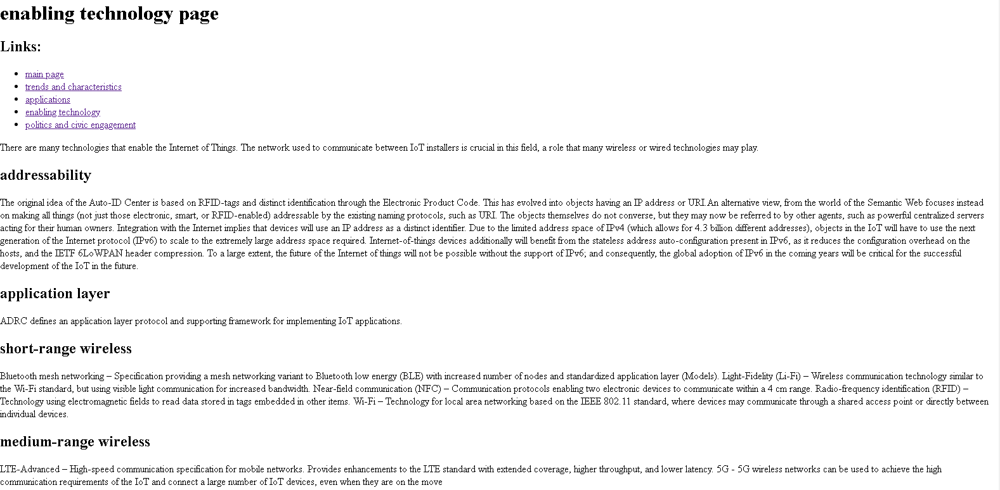 enabling technology page
Links:
main page
trends and characteristics
applications
enabling technology
politics and civic engagement
There are many technologies that enable the Internet of Things. The network used to communicate between IoT installers is crucial in this field, a role that many wireless or wired technologies may play.
addressability
The original idea of the Auto-ID Center is based on RFID-tags and distinct identification through the Electronic Product Code. This has evolved into objects having an IP address or URI.An alternative view, from the world of the Semantic Web focuses instead
on making all things (not just those electronic, smart, or RFID-enabled) addressable by the existing naming protocols, such as URI. The objects themselves do not converse, but they may now be referred to by other agents, such as powerful centralized servers
acting for their human owners. Integration with the Internet implies that devices will use an IP address as a distinct identifier. Due to the limited address space of IPv4 (which allows for 4.3 billion different addresses), objects in the IoT will have to use the next
generation of the Internet protocol (IPv6) to scale to the extremely large address space required. Internet-of-things devices additionally will benefit from the stateless address auto-configuration present in IPv6, as it reduces the configuration overhead on the
hosts, and the IETF 6LoWPAN header compression. To a large extent, the future of the Internet of things will not be possible without the support of IPv6; and consequently, the global adoption of IPv6 in the coming years will be critical for the successful
development of the IoT in the future.
application layer
ADRC defines an application layer protocol and supporting framework for implementing IoT applications.
short-range wireless
Bluetooth mesh networking – Specification providing a mesh networking variant to Bluetooth low energy (BLE) with increased number of nodes and standardized application layer (Models). Light-Fidelity (Li-Fi) – Wireless communication technology similar to
the Wi-Fi standard, but using visible light communication for increased bandwidth. Near-field communication (NFC) – Communication protocols enabling two electronic devices to communicate within a 4 cm range. Radio-frequency identification (RFID) –
Technology using electromagnetic fields to read data stored in tags embedded in other items. Wi-Fi – Technology for local area networking based on the IEEE 802.11 standard, where devices may communicate through a shared access point or directly between
individual devices.
medium-range wireless
LTE-Advanced – High-speed communication specification for mobile networks. Provides enhancements to the LTE standard with extended coverage, higher throughput, and lower latency. 5G - 5G wireless networks can be used to achieve the high
communication requirements of the IoT and connect a large number of IoT devices, even when they are on the move